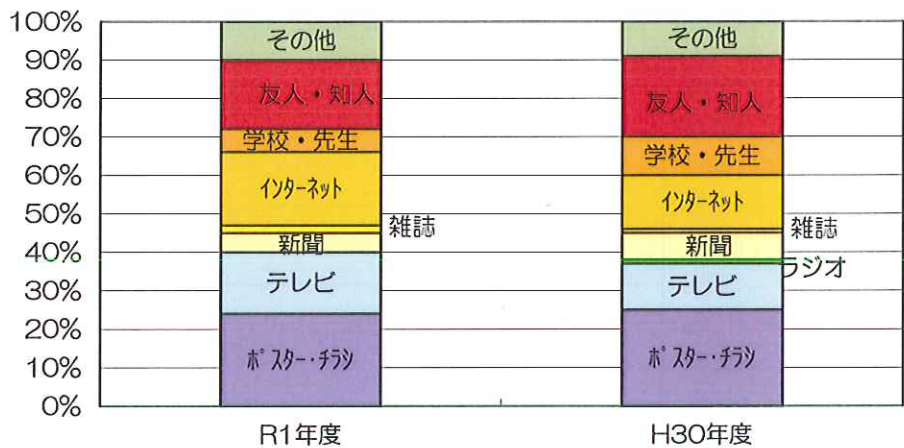 100%
90%
80%
70%
60%
50%
40%
30%
20%
10%
0%
その他
友人・知人
学校・先生
インターネット
雑誌
新聞
テレビ
ポスター・チラシ
R1年度
その他
友人・知人
学校・先生
インターネット
雑誌
新聞
ラジオ
テレビ
ポスター・チラシ
H30年度